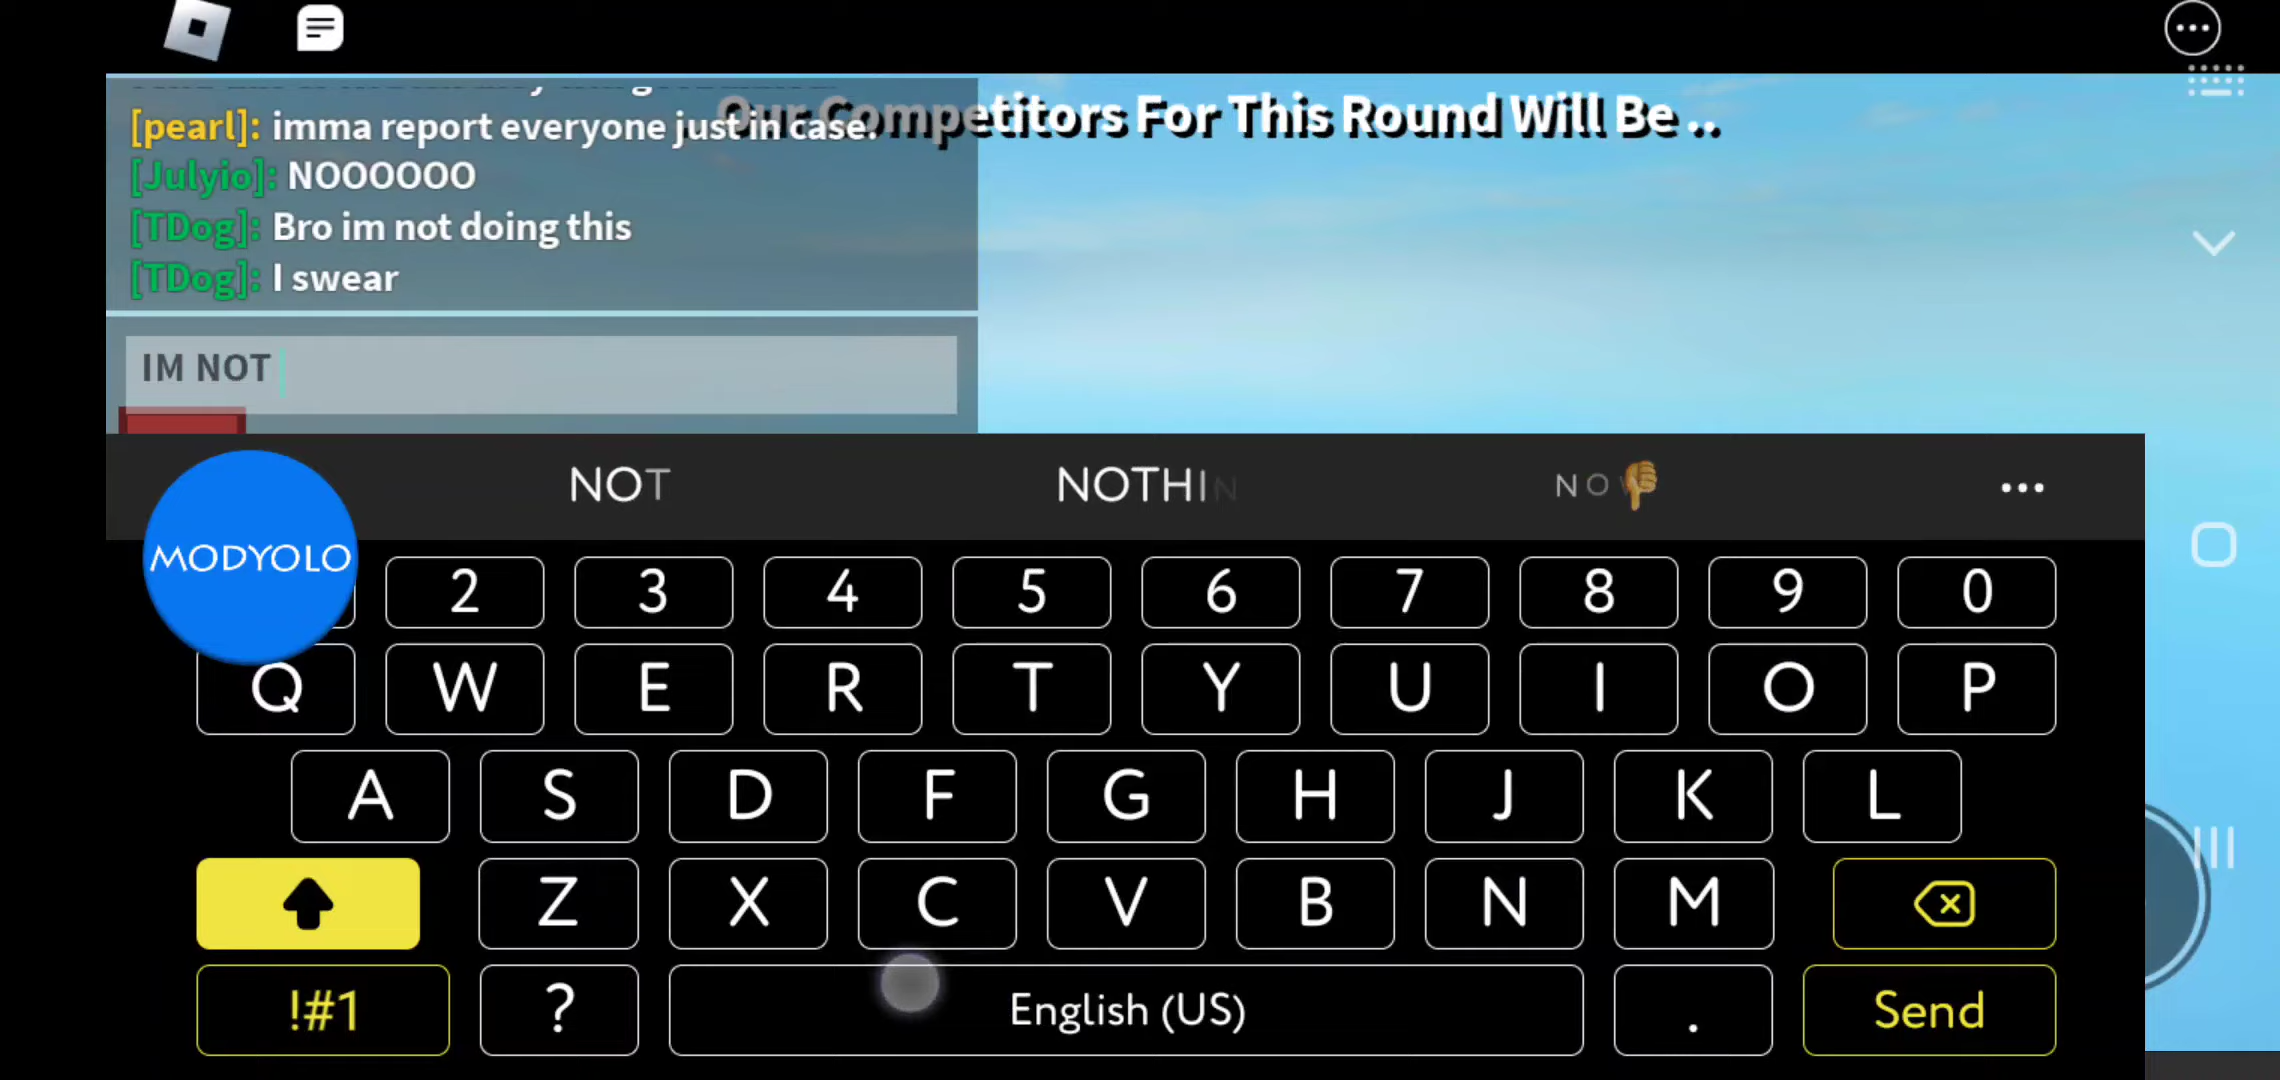 Our Competitors For This Round Will Be ..
[pearl]: imma report everyone just in case.
[Julyio]: NOOOOOO
[TDog]: Bro im not doing this
[TDog]: I swear
IM NOT
NOT NOTHIN
MODYOLO
2 3 4 5 6 7 8 9 0
Q W E R T Y U I O P
A S D F G H J K L
Z X C V B N M
!#1 ? English (US) . Send